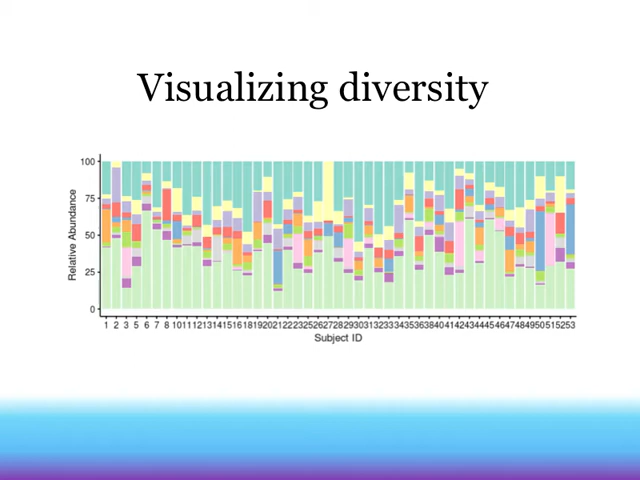 Visualizing diversity
100
75
50
25
0
Relative Abundance
1 2 3 5 6 7 8 10 11 12 13 14 15 16 18 19 20 21 22 23 25 26 27 28 29 30 31 32 33 34 35 36 38 40 41 42 43 44 45 46 47 48 49 50 51 52 53
Subject ID